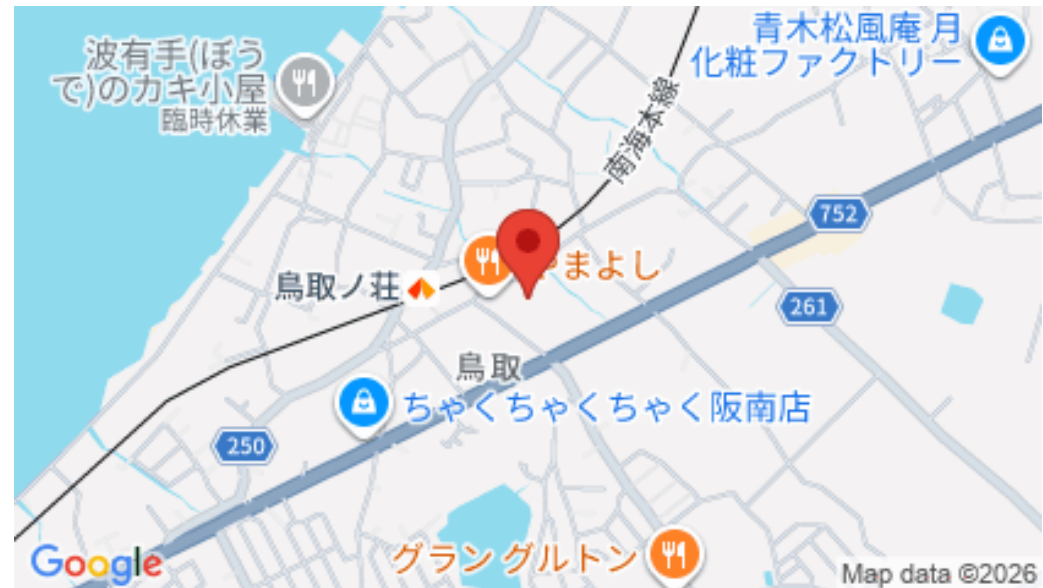 青木松風庵 月
化粧ファクトリー
波有手(ぼう
で)のカキ小屋
臨時休業
南海本線
752
まよし
鳥取ノ荘
261
鳥取
ちゃくちゃくちゃく阪南店
250
グラン グルトン
Google
Map data ©2026